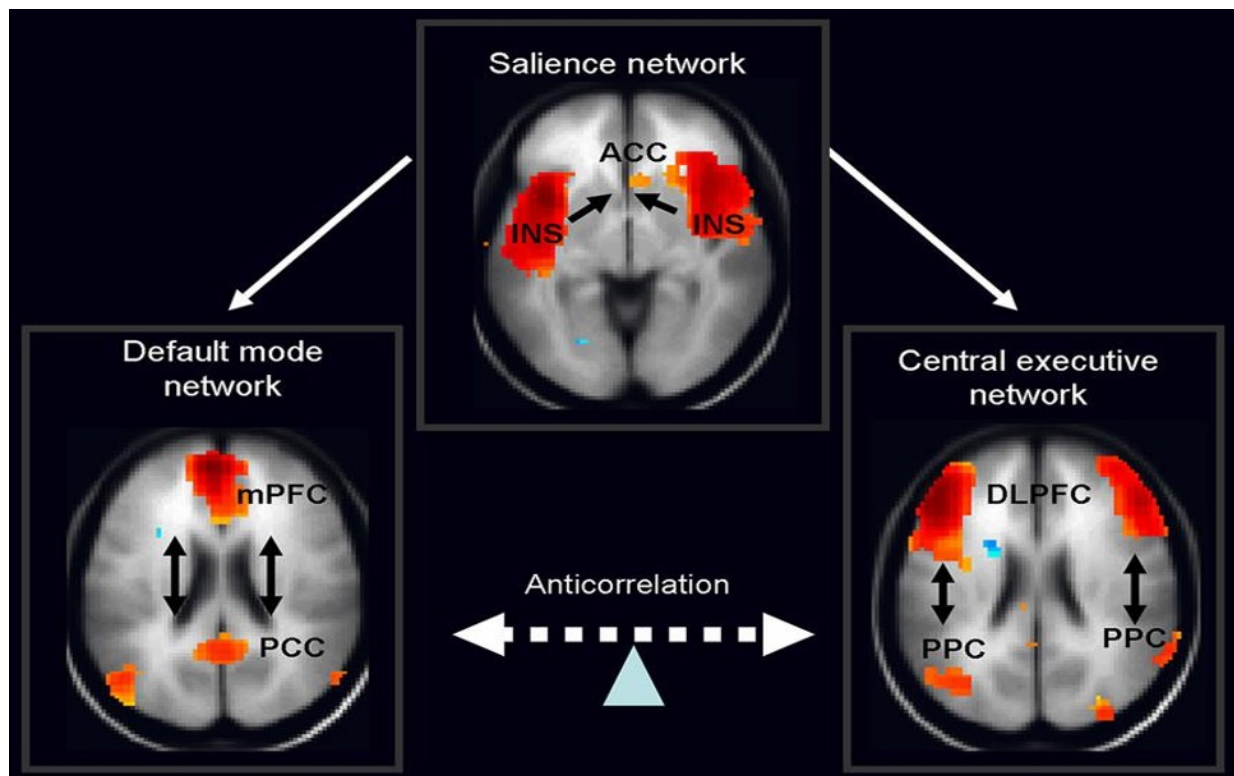 Salience network
ACC
INS
INS
Default mode
network
mPFC
PCC
Anticorrelation
Central executive
network
DLPFC
PPC
PPC